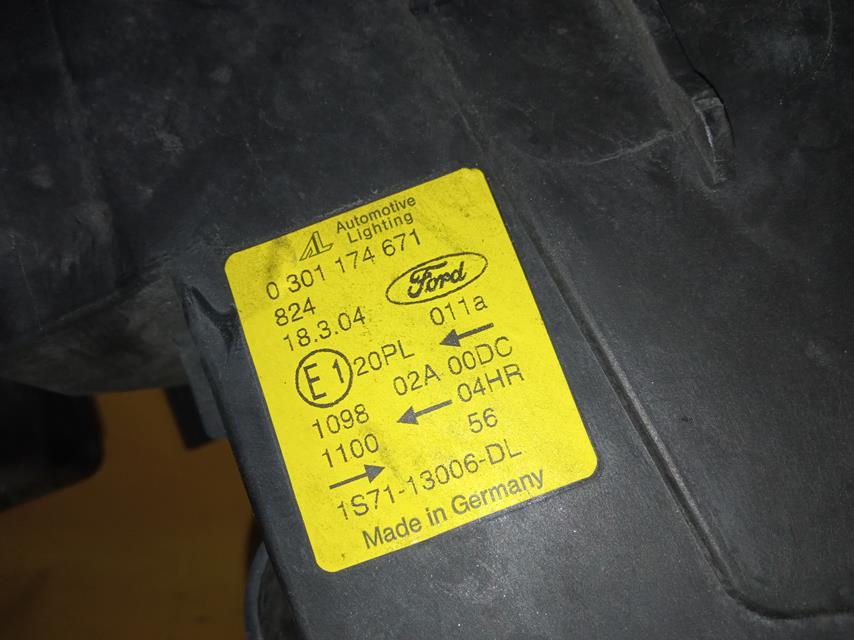 AL Automotive
Lighting
0 301 174 671
824
Ford
18.3.04 011a
E1 20PL ←
02A 00DC
1098 ← 04HR
1100 56
→
1S71-13006-DL
Made in Germany